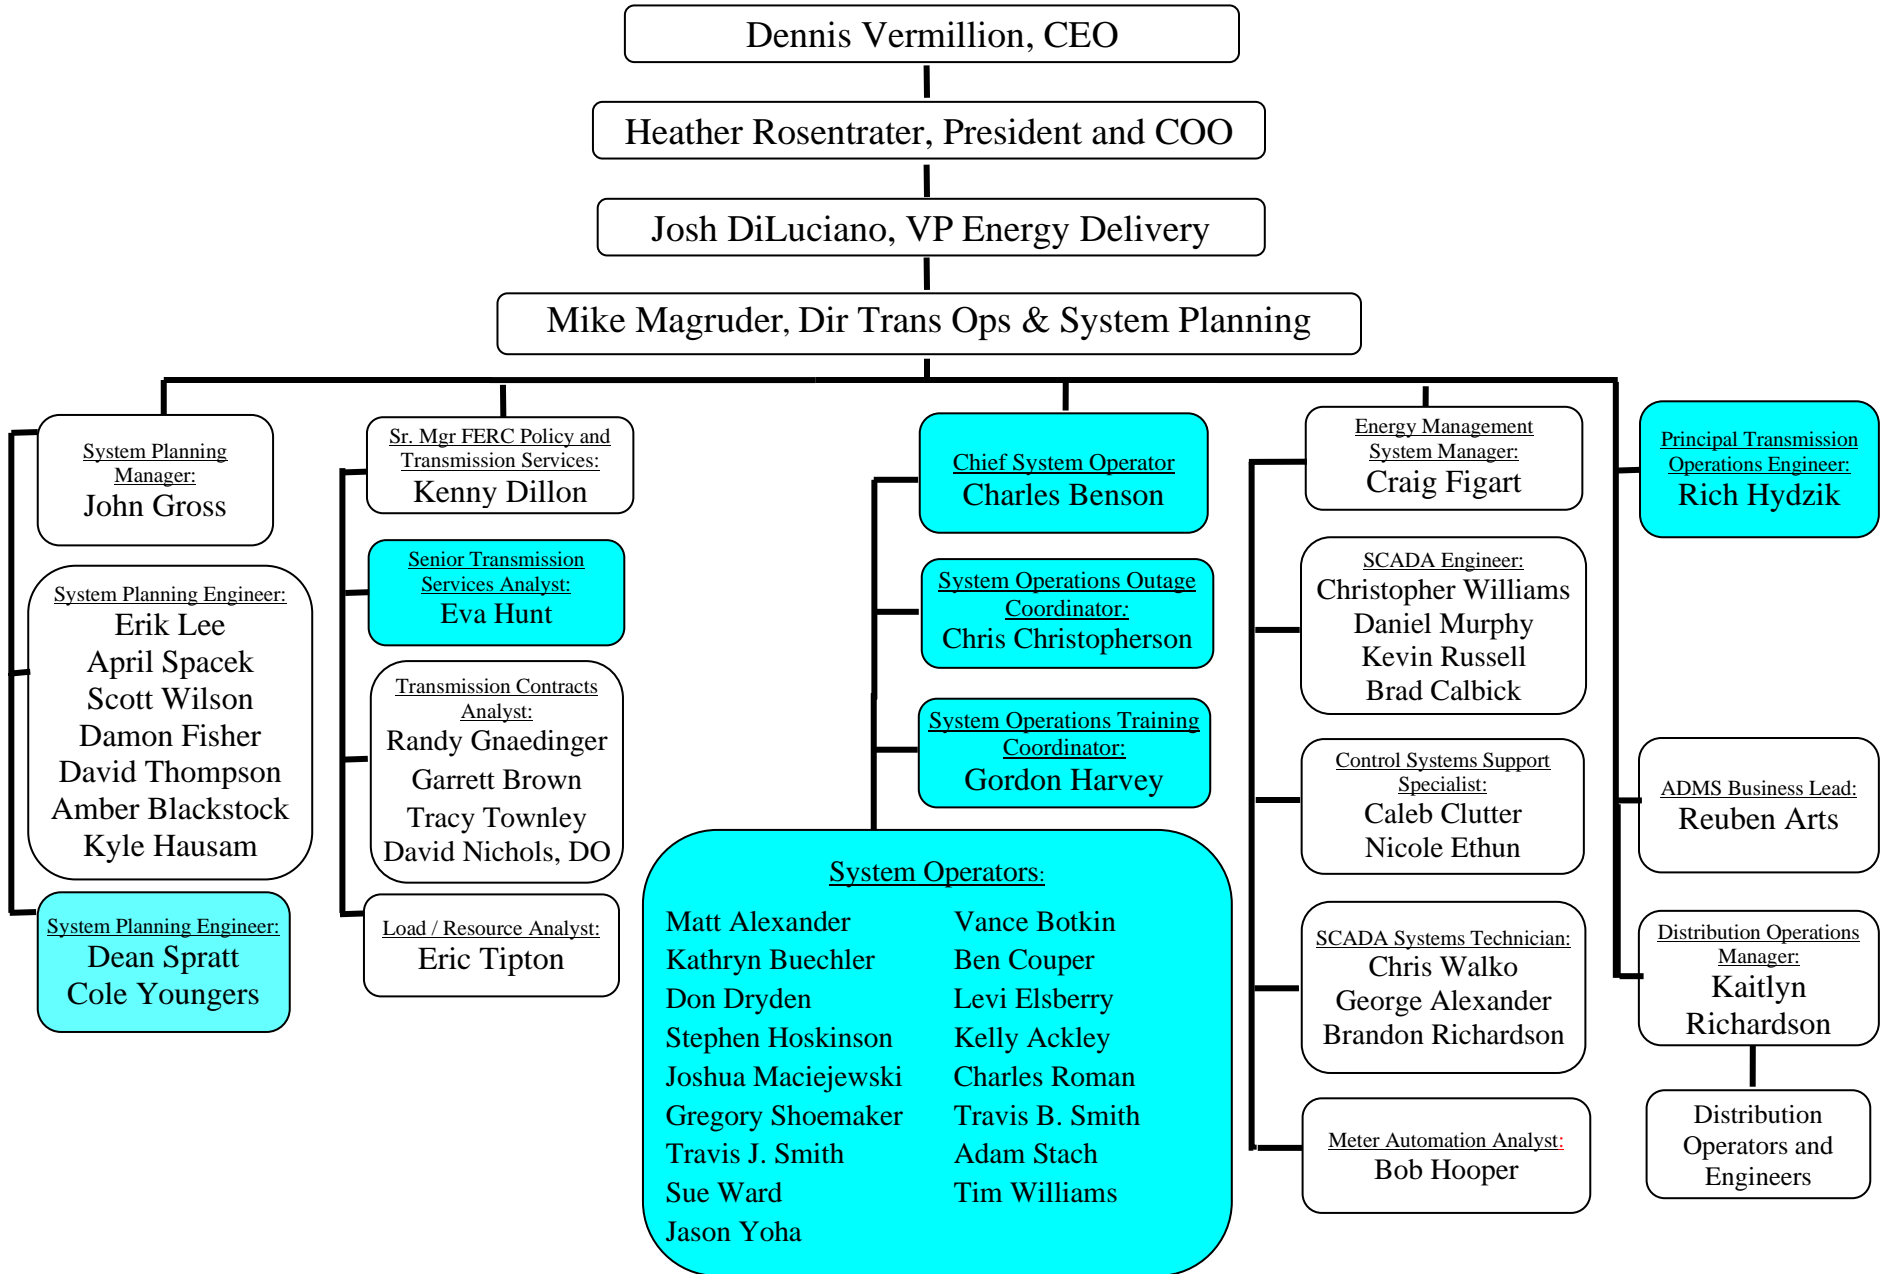 Dennis Vermillion, CEO
Heather Rosentrater, President and COO
Josh DiLuciano, VP Energy Delivery
Mike Magruder, Dir Trans Ops & System Planning
System Planning
Manager:
John Gross
System Planning Engineer:
Erik Lee
April Spacek
Scott Wilson
Damon Fisher
David Thompson
Amber Blackstock
Kyle Hausam
System Planning Engineer:
Dean Spratt
Cole Youngers
Sr. Mgr FERC Policy and
Transmission Services:
Kenny Dillon
Senior Transmission
Services Analyst:
Eva Hunt
Transmission Contracts
Analyst:
Randy Gnaedinger
Garrett Brown
Tracy Townley
David Nichols, DO
Load / Resource Analyst:
Eric Tipton
Chief System Operator
Charles Benson
System Operations Outage
Coordinator:
Chris Christopherson
System Operations Training
Coordinator:
Gordon Harvey
System Operators:
Matt Alexander
Kathryn Buechler
Don Dryden
Stephen Hoskinson
Joshua Maciejewski
Gregory Shoemaker
Travis J. Smith
Sue Ward
Jason Yoha
Vance Botkin
Ben Couper
Levi Elsberry
Kelly Ackley
Charles Roman
Travis B. Smith
Adam Stach
Tim Williams
Energy Management
System Manager:
Craig Figart
SCADA Engineer:
Christopher Williams
Daniel Murphy
Kevin Russell
Brad Calbick
Control Systems Support
Specialist:
Caleb Clutter
Nicole Ethun
SCADA Systems Technician:
Chris Walko
George Alexander
Brandon Richardson
Meter Automation Analyst:
Bob Hooper
Principal Transmission
Operations Engineer:
Rich Hydzik
ADMS Business Lead:
Reuben Arts
Distribution Operations
Manager:
Kaitlyn
Richardson
Distribution
Operators and
Engineers